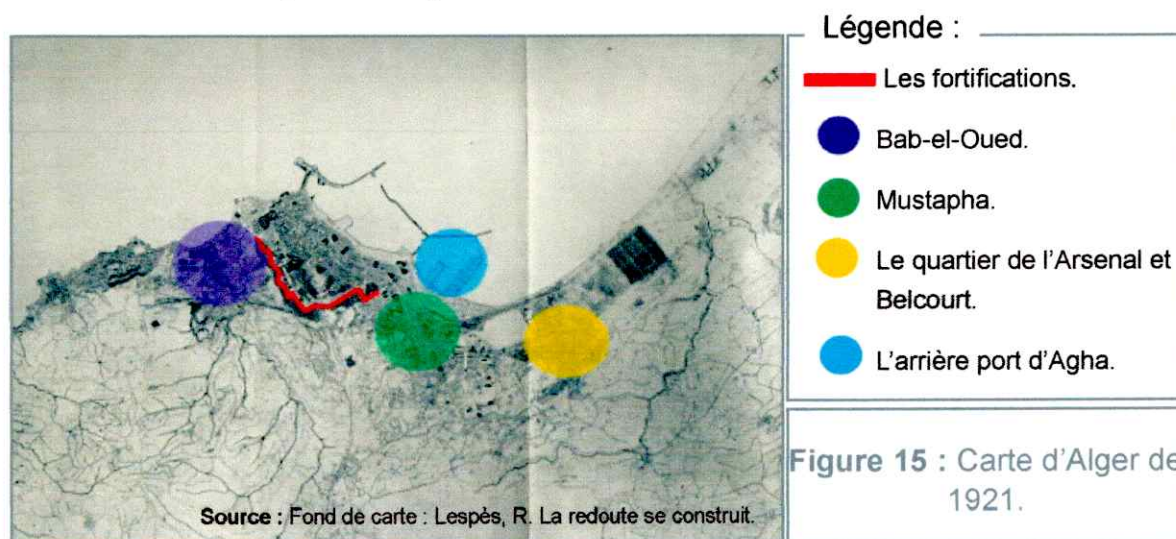 Légende :
Les fortifications.
Bab-el-Oued.
Mustapha.
Le quartier de l'Arsenal et
Belcourt.
L'arrière port d'Agha.
Source : Fond de carte : Lespès, R. La redoute se construit.
Figure 15 : Carte d'Alger de
1921.